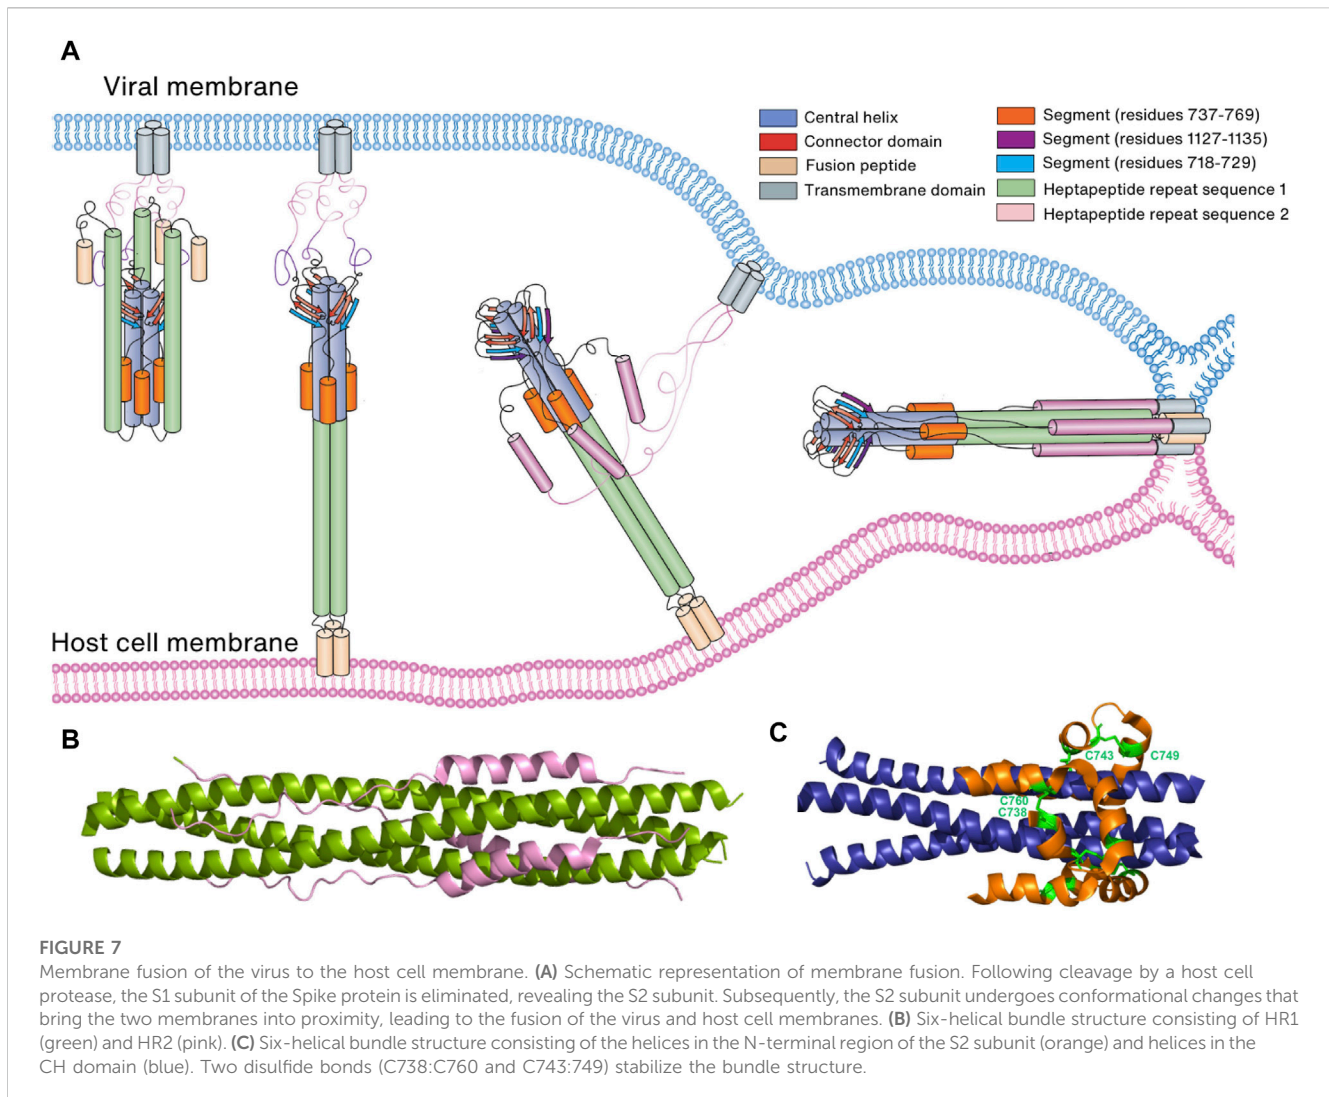 A
Viral membrane
Central helix
Connector domain
Fusion peptide
Transmembrane domain
Segment (residues 737-769)
Segment (residues 1127-1135)
Segment (residues 718-729)
Heptapeptide repeat sequence 1
Heptapeptide repeat sequence 2
Host cell membrane
B
C
C743
C749
C760
C738
FIGURE 7
Membrane fusion of the virus to the host cell membrane. (A) Schematic representation of membrane fusion. Following cleavage by a host cell
protease, the S1 subunit of the Spike protein is eliminated, revealing the S2 subunit. Subsequently, the S2 subunit undergoes conformational changes that
bring the two membranes into proximity, leading to the fusion of the virus and host cell membranes. (B) Six-helical bundle structure consisting of HR1
(green) and HR2 (pink). (C) Six-helical bundle structure consisting of the helices in the N-terminal region of the S2 subunit (orange) and helices in the
CH domain (blue). Two disulfide bonds (C738:C760 and C743:749) stabilize the bundle structure.